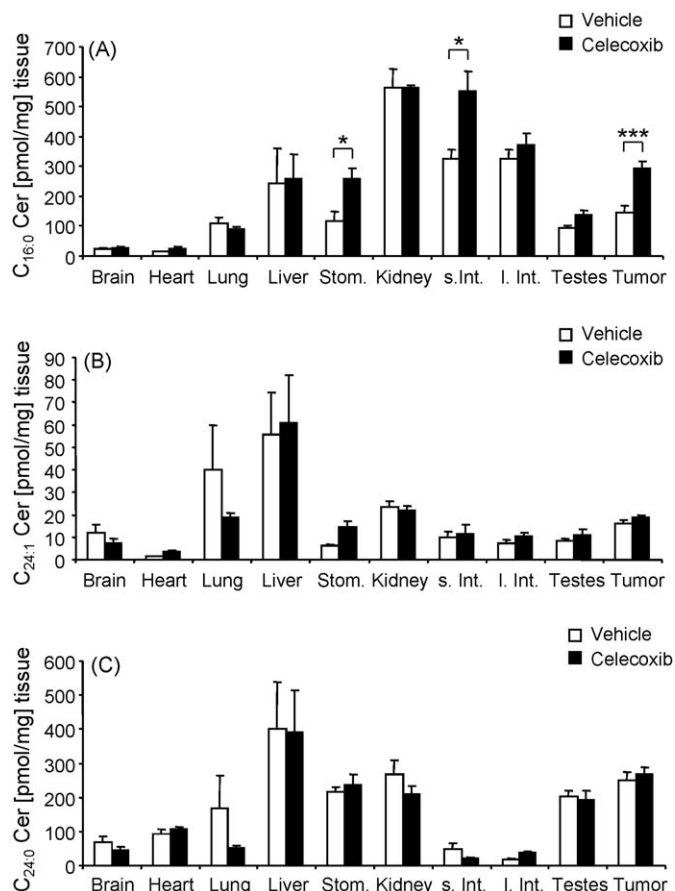 Vehicle
Celecoxib
(A)
700
600
500
400
300
200
100
0
C16:0 Cer [pmol/mg] tissue
*
*
***
Brain Heart Lung Liver Stom. Kidney s.Int. l. Int. Testes Tumor
Vehicle
Celecoxib
(B)
90
80
70
60
50
40
30
20
10
0
C24:1 Cer [pmol/mg] tissue
Brain Heart Lung Liver Stom. Kidney s. Int. l. Int. Testes Tumor
Vehicle
Celecoxib
(C)
600
500
400
300
200
100
0
C24:0 Cer [pmol/mg] tissue
Brain Heart Lung Liver Stom. Kidney s. Int. l. Int. Testes Tumor